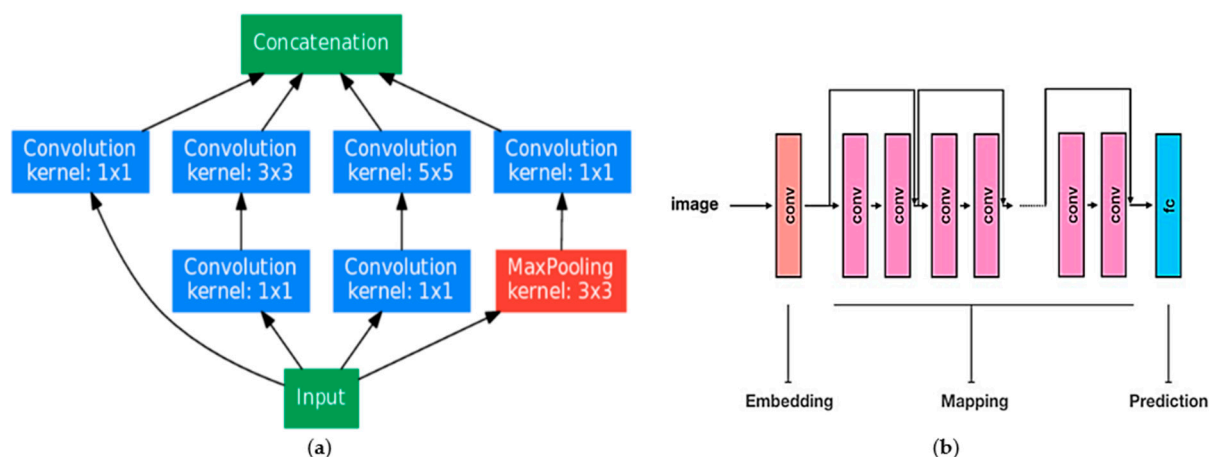 Concatenation
Convolution
kernel: 1x1
Convolution
kernel: 3x3
Convolution
kernel: 5x5
Convolution
kernel: 1x1
Convolution
kernel: 1x1
Convolution
kernel: 1x1
MaxPooling
kernel: 3x3
Input
(a)
image
conv
conv
conv
conv
conv
conv
conv
fc
Embedding
Mapping
Prediction
(b)